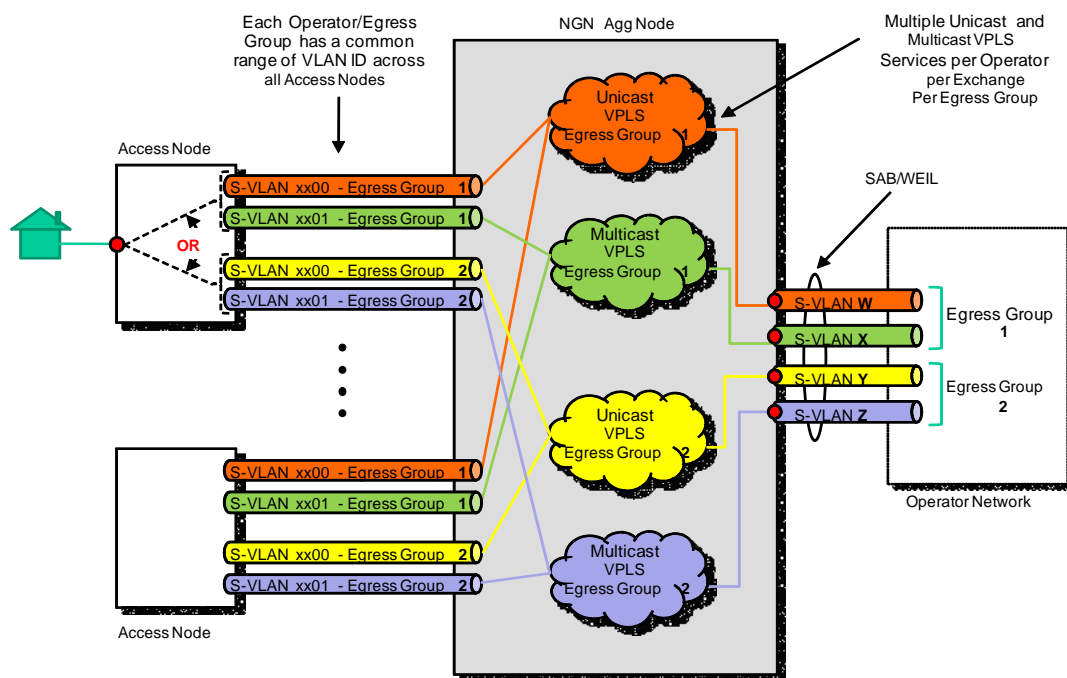 Each Operator/Egress
Group has a common
range of VLAN ID across
all Access Nodes
NGN Agg Node
Multiple Unicast and
Multicast VPLS
Services per Operator
per Exchange
Per Egress Group
Access Node
S-VLAN xx00 - Egress Group 1
S-VLAN xx01 - Egress Group 1
OR
S-VLAN xx00 - Egress Group 2
S-VLAN xx01 - Egress Group 2
Unicast
VPLS
Egress Group 1
Multicast
VPLS
Egress Group 1
SAB/WEIL
S-VLAN W
S-VLAN X
S-VLAN Y
S-VLAN Z
Egress Group
1
Egress Group
2
Operator Network
Unicast
VPLS
Egress Group 2
Multicast
VPLS
Egress Group 2
S-VLAN xx00 - Egress Group 1
S-VLAN xx01 - Egress Group 1
S-VLAN xx00 - Egress Group 2
S-VLAN xx01 - Egress Group 2
Access Node